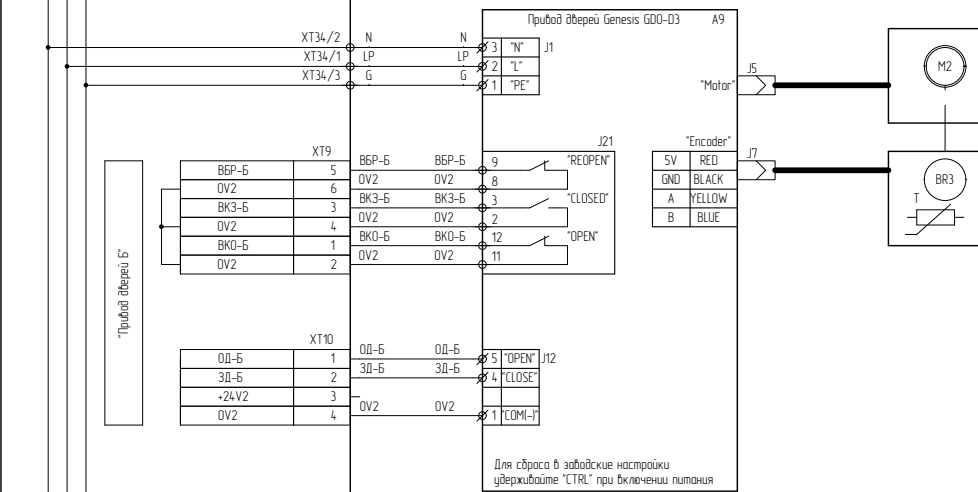 Привод дверей Genesis GDO-D3 A9
XT34/2 N N 3 "N" J1
XT34/1 LP LP 2 "L"
XT34/3 G G 1 "PE"
"Motor" J5
M2
"Привод дверей Б"
XT9
ВБР-Б 5 ВБР-Б ВБР-Б 9 "REOPEN" J21
0V2 6 0V2 0V2 8
ВКЗ-Б 3 ВКЗ-Б ВКЗ-Б 3 "CLOSED"
0V2 4 0V2 0V2 2
ВКО-Б 1 ВКО-Б ВКО-Б 12 "OPEN"
0V2 2 0V2 0V2 11
"Encoder" J7
5V RED
GND BLACK
A YELLOW
B BLUE
BR3
T
XT10
ОД-Б 1 ОД-Б ОД-Б 5 "OPEN" J12
ЗД-Б 2 ЗД-Б ЗД-Б 4 "CLOSE"
+24V2 3
0V2 4 0V2 0V2 1 "COM(-)"
Для сброса в заводские настройки
удерживайте "CTRL" при включении питания